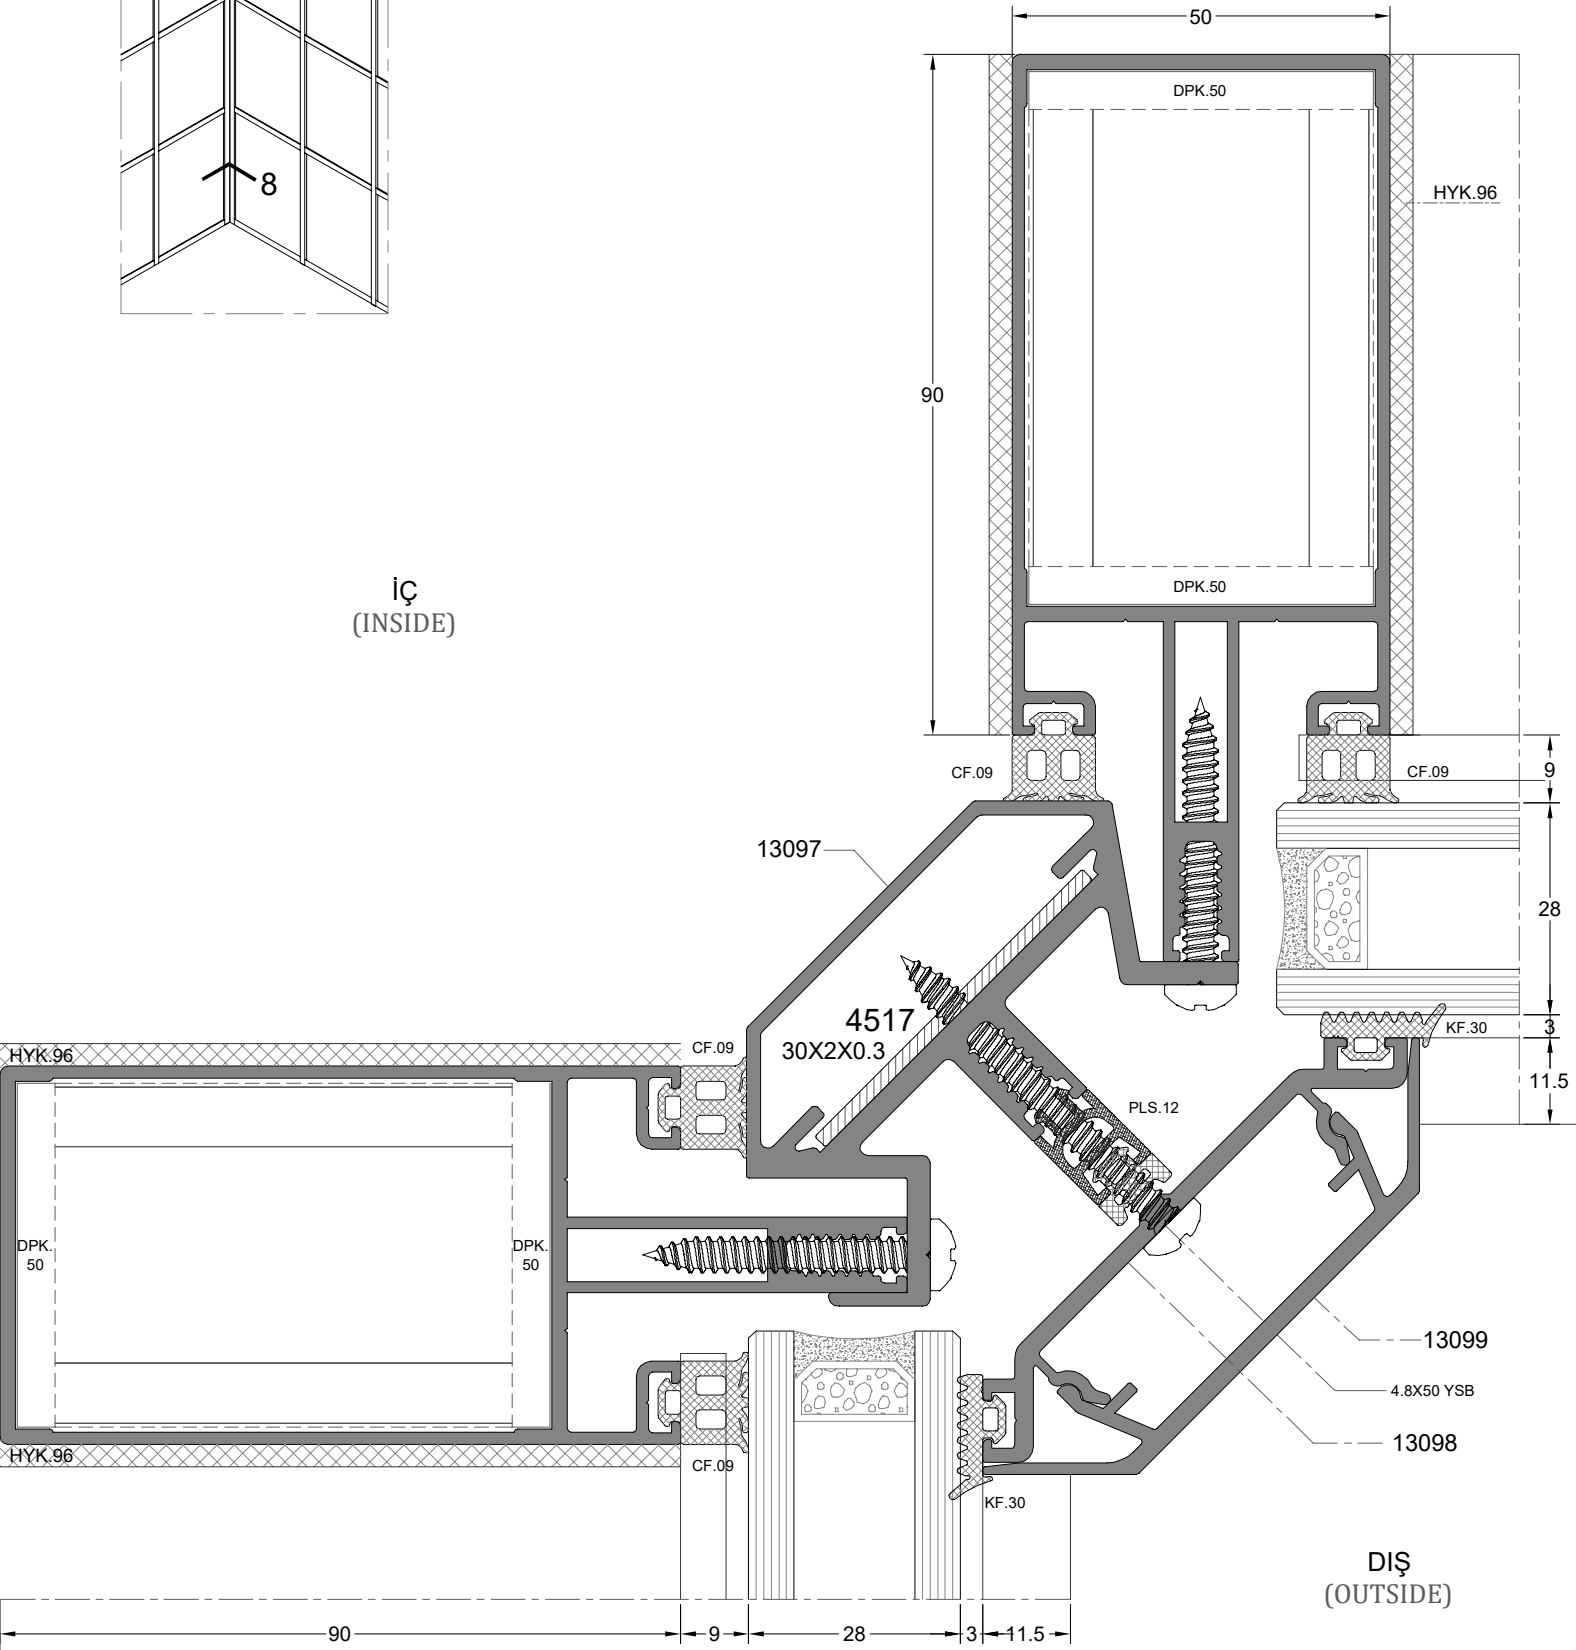 50
DPK.50
8
HYK.96
90
İÇ
(INSIDE)
DPK.50
CF.09
CF.09
9
13097
28
4517
30X2X0.3
KF.30
3
HYK.96
CF.09
11.5
PLS.12
DPK.
50
DPK.
50
13099
4.8X50 YSB
13098
HYK.96
CF.09
KF.30
DIŞ
(OUTSIDE)
90
9
28
3
11.5